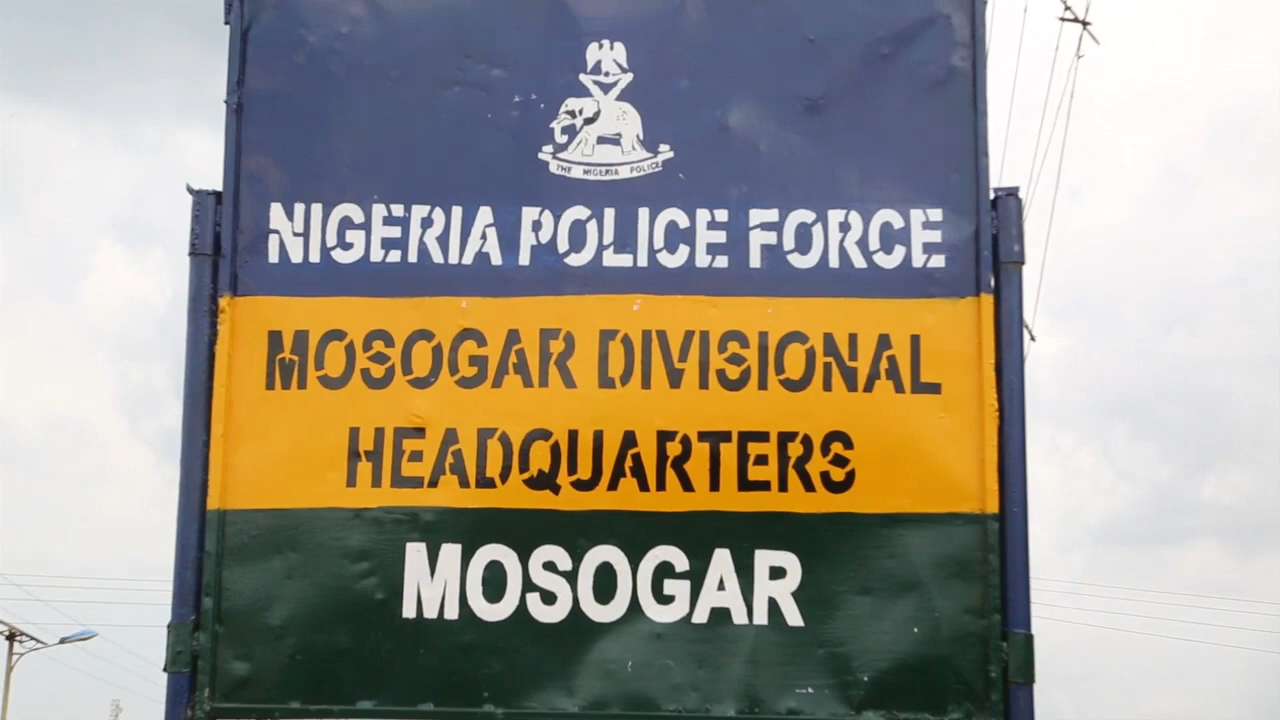 THE NIGERIA POLICE
NIGERIA POLICE FORCE
MOSOGAR DIVISIONAL
HEADQUARTERS
MOSOGAR